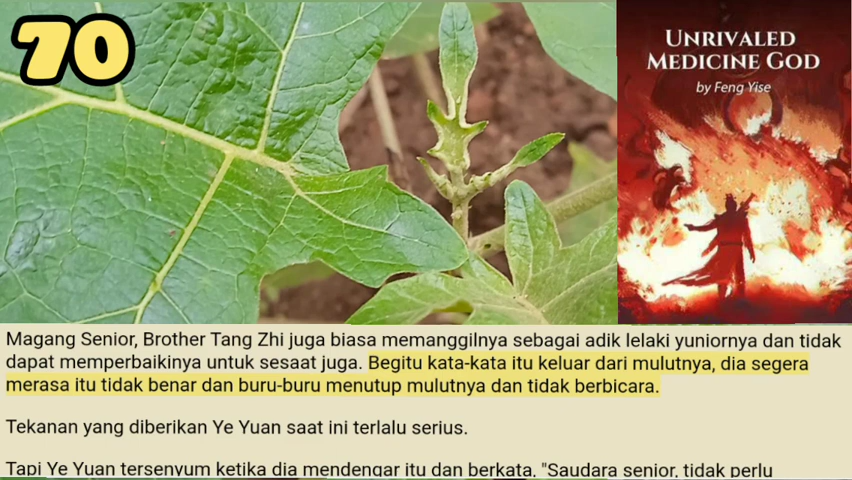 70
UNRIVALED
MEDICINE GOD
by Feng Yise
Magang Senior, Brother Tang Zhi juga biasa memanggilnya sebagai adik lelaki yuniornya dan tidak
dapat memperbaikinya untuk sesaat juga. Begitu kata-kata itu keluar dari mulutnya, dia segera
merasa itu tidak benar dan buru-buru menutup mulutnya dan tidak berbicara.
Tekanan yang diberikan Ye Yuan saat ini terlalu serius.
Tapi Ye Yuan tersenyum ketika dia mendengar itu dan berkata, "Saudara senior, tidak perlu